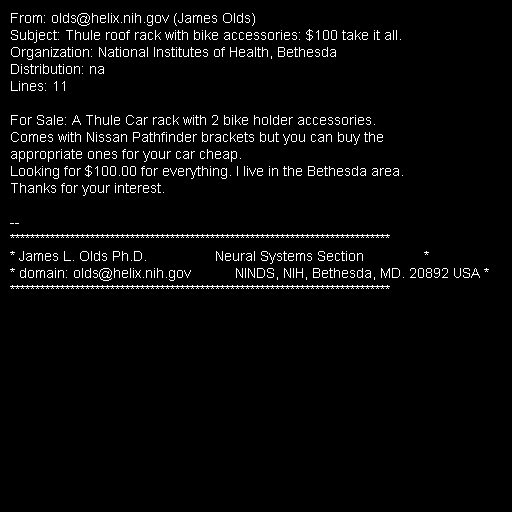 From: olds@helix.nih.gov (James Olds)
Subject: Thule roof rack with bike accessories: $100 take it all.
Organization: National Institutes of Health, Bethesda
Distribution: na
Lines: 11

For Sale: A Thule Car rack with 2 bike holder accessories.
Comes with Nissan Pathfinder brackets but you can buy the
appropriate ones for your car cheap.
Looking for $100.00 for everything. I live in the Bethesda area.
Thanks for your interest.

--
****************************************************************************
* James L. Olds Ph.D. Neural Systems Section *
* domain: olds@helix.nih.gov NINDS, NIH, Bethesda, MD. 20892 USA *
****************************************************************************